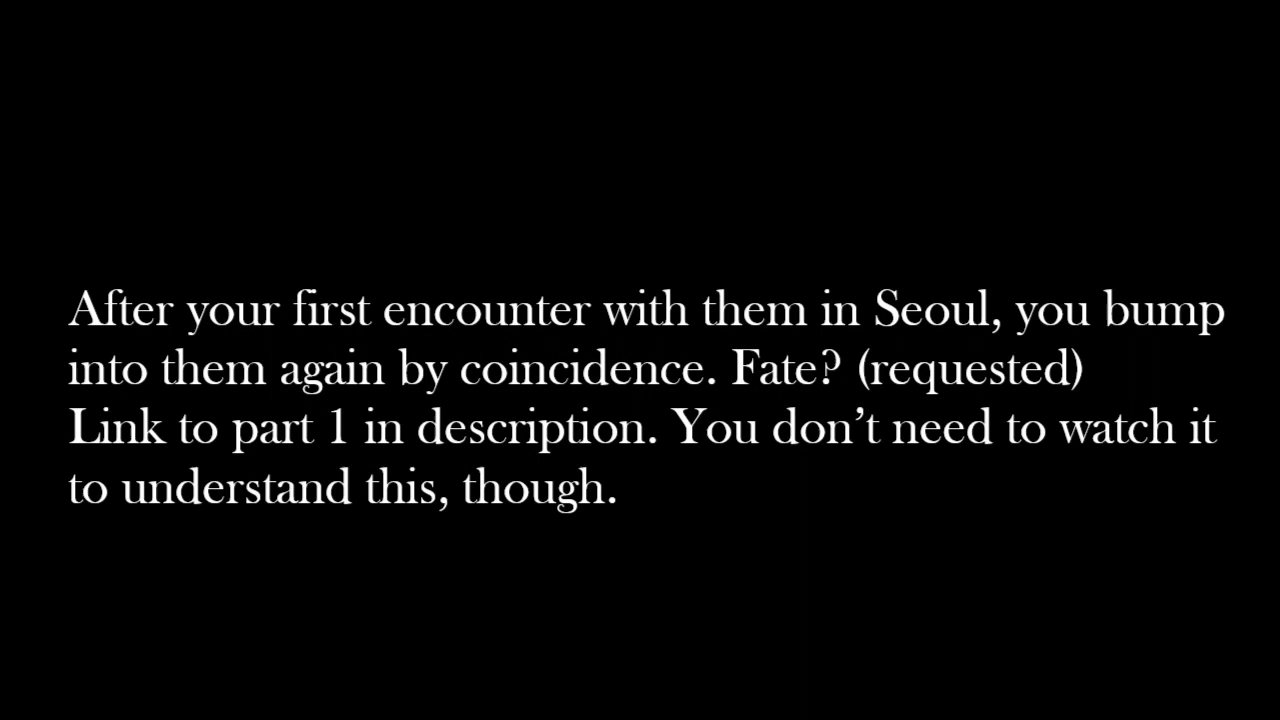 After your first encounter with them in Seoul, you bump
into them again by coincidence. Fate? (requested)
Link to part 1 in description. You don’t need to watch it
to understand this, though.